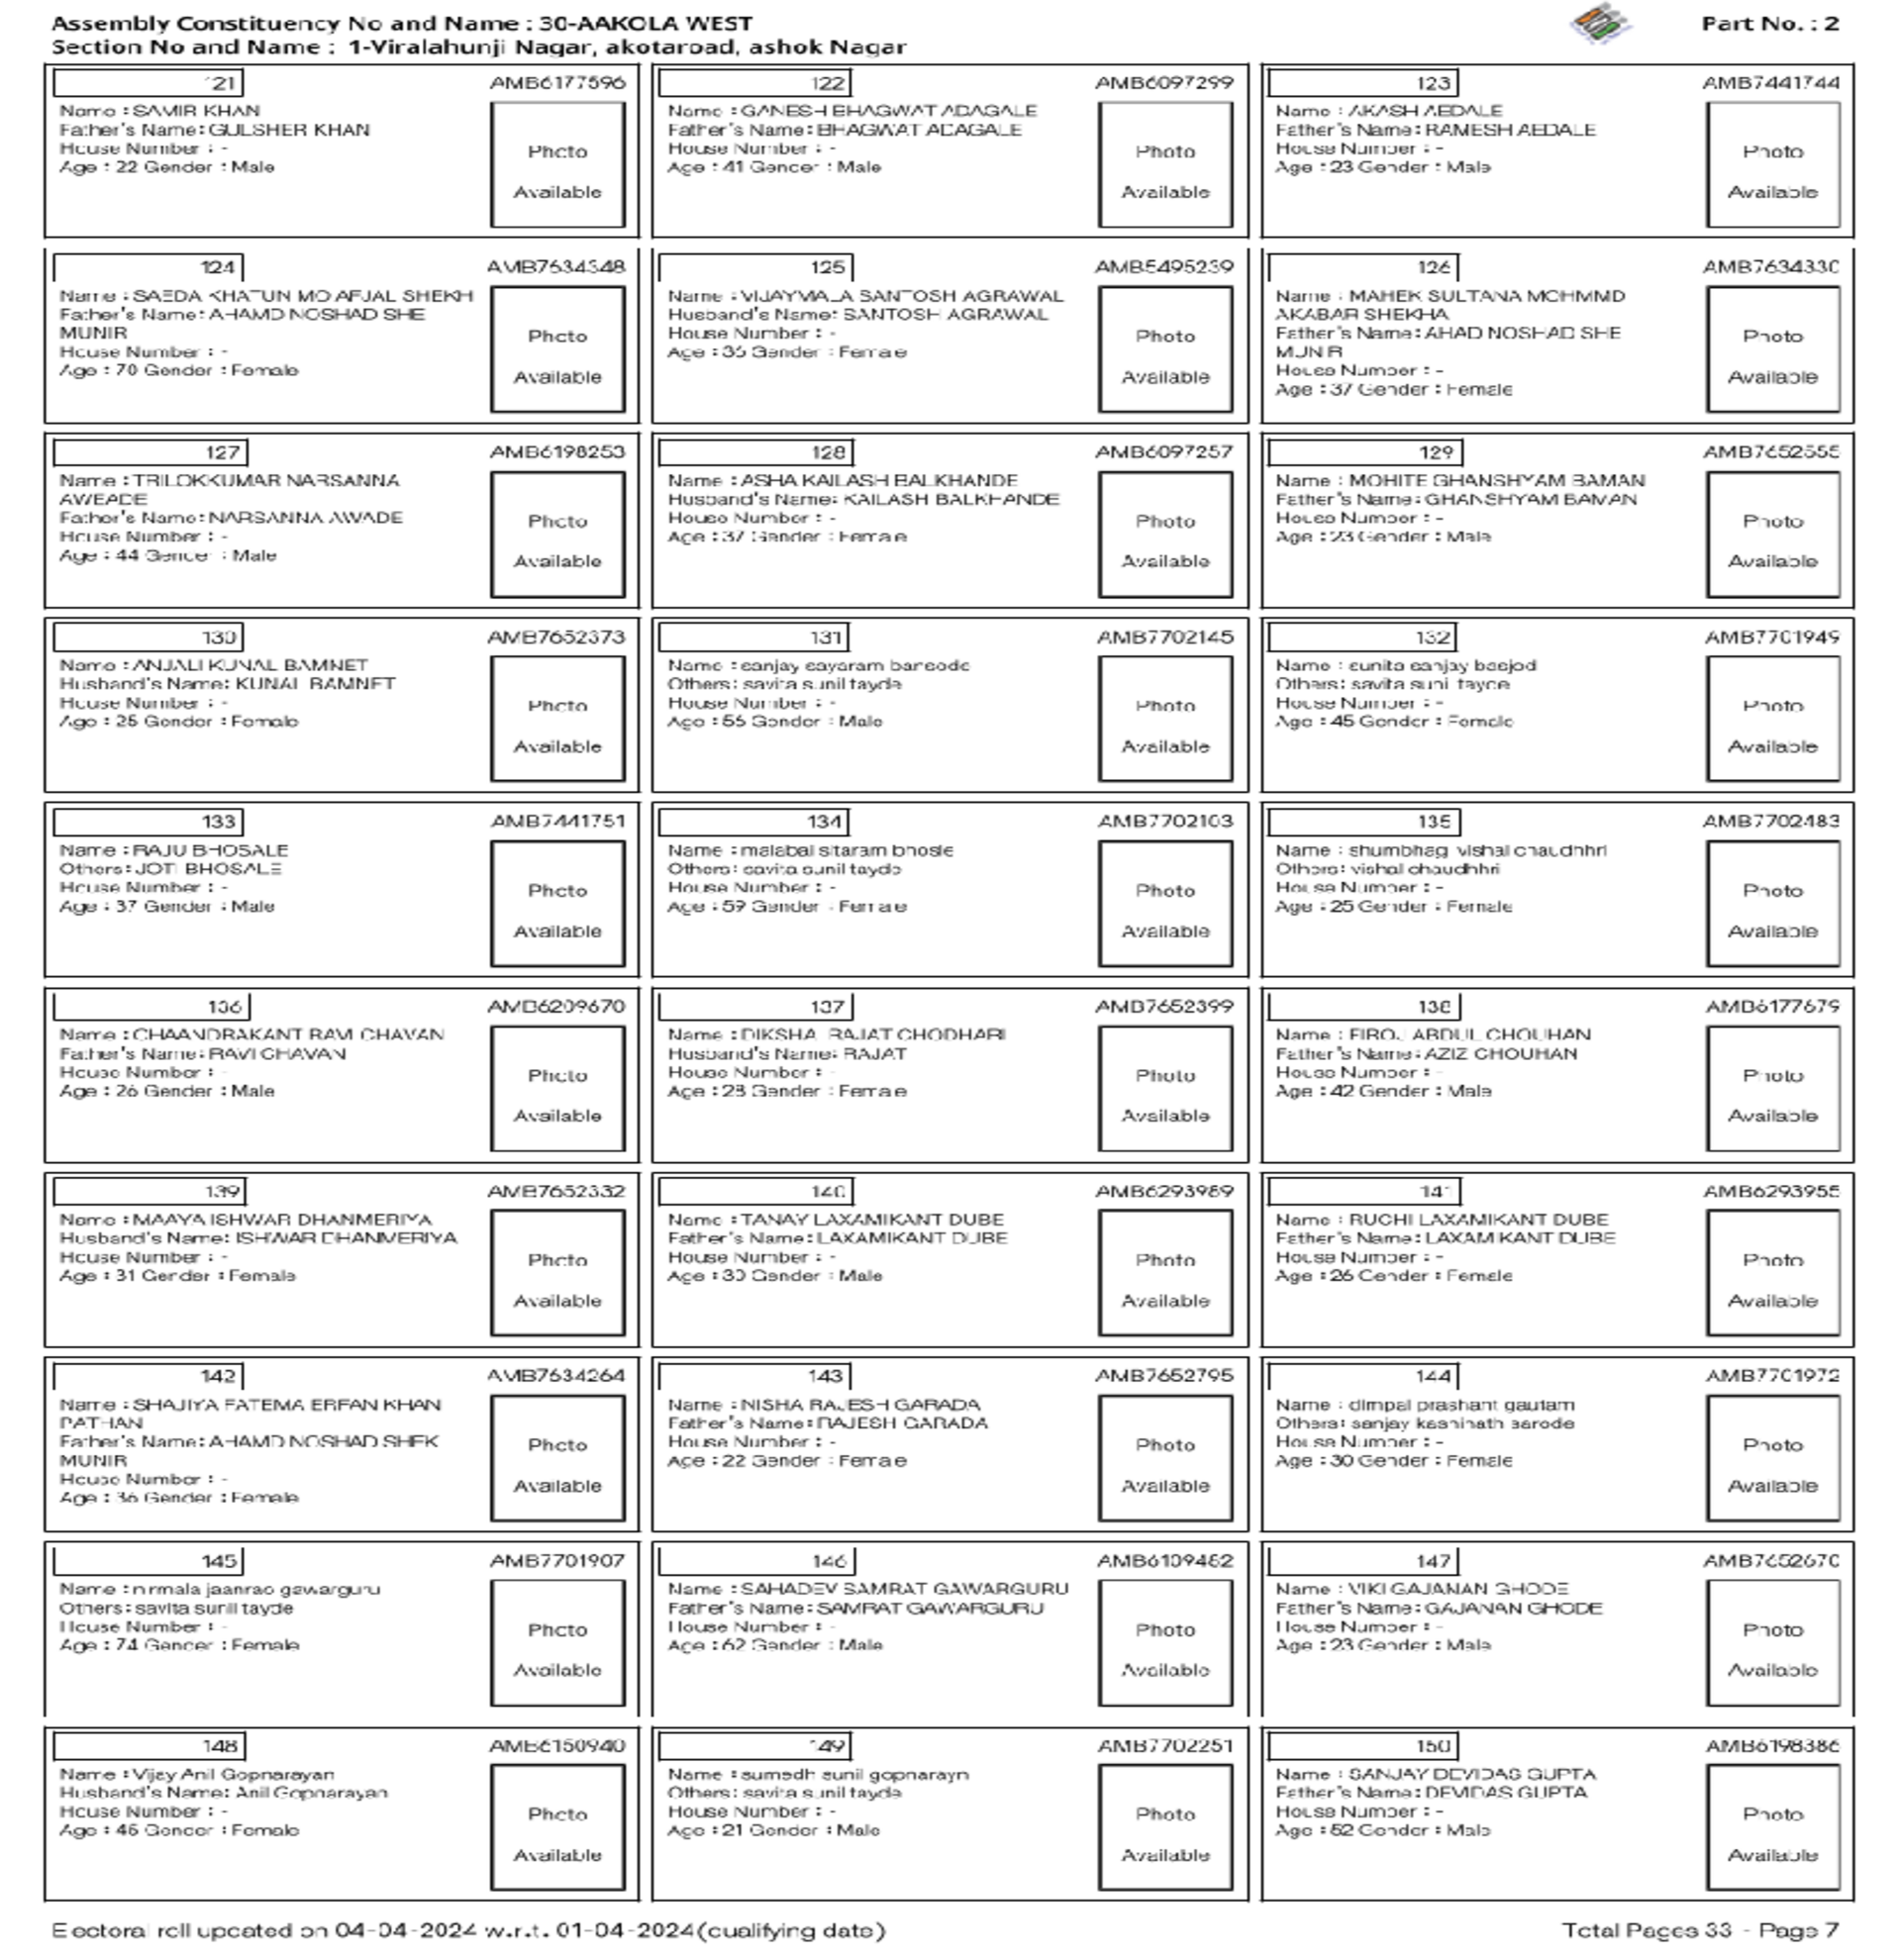 Assembly Constituency No and Name : 30-AAKOLA WEST
Part No. : 2
Section No and Name : 1-Viralahunji Nagar, akotaroad, ashok Nagar
121 AMB6177596
Name : SAMIR KHAN
Father's Name: GULSHER KHAN
House Number : -
Age : 22 Gender : Male
Photo
Available
122 AMB6097299
Name : GANESH BHAGWAT ADAGALE
Father's Name: BHAGWAT ADAGALE
House Number : -
Age : 41 Gender : Male
Photo
Available
123 AMB7441744
Name : AKASH AEDALE
Father's Name: RAMESH AEDALE
House Number : -
Age : 23 Gender : Male
Photo
Available
124 AMB7634348
Name : SAEDA KHATUN MO AFJAL SHEKH
Father's Name: AHAMD NOSHAD SHE
MUNIR
House Number : -
Age : 70 Gender : Female
Photo
Available
125 AMB5495239
Name : VIJAYMALA SANTOSH AGRAWAL
Husband's Name: SANTOSH AGRAWAL
House Number : -
Age : 36 Gender : Female
Photo
Available
126 AMB7634330
Name : MAHEK SULTANA MOHMMD
AKABAR SHEKHA
Father's Name: AHAD NOSHAD SHE
MUNIR
House Number : -
Age : 37 Gender : Female
Photo
Available
127 AMB6198253
Name : TRILOKKUMAR NARSANNA
AWEADE
Father's Name: NARSANNA AWADE
House Number : -
Age : 44 Gender : Male
Photo
Available
128 AMB6097257
Name : ASHA KAILASH BALKHANDE
Husband's Name: KAILASH BALKHANDE
House Number : -
Age : 37 Gender : Female
Photo
Available
129 AMB7652555
Name : MOHITE GHANSHYAM BAMAN
Father's Name: GHANSHYAM BAMAN
House Number : -
Age : 23 Gender : Male
Photo
Available
130 AMB7652373
Name : ANJALI KUNAL BAMNET
Husband's Name: KUNAL BAMNET
House Number : -
Age : 25 Gender : Female
Photo
Available
131 AMB7702145
Name : sanjay sayaram bansode
Others: savita sunil tayde
House Number : -
Age : 56 Gender : Male
Photo
Available
132 AMB7701949
Name : sunita sanjay basjod
Others: savita sunil tayde
House Number : -
Age : 45 Gender : Female
Photo
Available
133 AMB7441751
Name : RAJU BHOSALE
Others: JOTI BHOSALE
House Number : -
Age : 37 Gender : Male
Photo
Available
134 AMB7702103
Name : malabai sitaram bhosle
Others: savita sunil tayde
House Number : -
Age : 59 Gender : Female
Photo
Available
135 AMB7702483
Name : shumbhagi vishal chaudhhri
Others: vishal chaudhhri
House Number : -
Age : 25 Gender : Female
Photo
Available
136 AMB6209670
Name : CHAANDRAKANT RAVI CHAVAN
Father's Name: RAVI CHAVAN
House Number : -
Age : 26 Gender : Male
Photo
Available
137 AMB7652399
Name : DIKSHA RAJAT CHODHARI
Husband's Name: RAJAT
House Number : -
Age : 28 Gender : Female
Photo
Available
138 AMB6177679
Name : FIROJ ABDUL CHOUHAN
Father's Name: AZIZ CHOUHAN
House Number : -
Age : 42 Gender : Male
Photo
Available
139 AMB7652332
Name : MAAYA ISHWAR DHANMERIYA
Husband's Name: ISHWAR DHANMERIYA
House Number : -
Age : 31 Gender : Female
Photo
Available
140 AMB6293989
Name : TANAY LAXAMIKANT DUBE
Father's Name: LAXAMIKANT DUBE
House Number : -
Age : 30 Gender : Male
Photo
Available
141 AMB6293955
Name : RUCHI LAXAMIKANT DUBE
Father's Name: LAXAMIKANT DUBE
House Number : -
Age : 26 Gender : Female
Photo
Available
142 AMB7634264
Name : SHAJIYA FATEMA ERFAN KHAN
PATHAN
Father's Name: AHAMD NOSHAD SHEK
MUNIR
House Number : -
Age : 36 Gender : Female
Photo
Available
143 AMB7652795
Name : NISHA RAJESH GARADA
Father's Name: RAJESH GARADA
House Number : -
Age : 22 Gender : Female
Photo
Available
144 AMB7701972
Name : dimpal prashant gautam
Others: sanjay kashinath sarode
House Number : -
Age : 30 Gender : Female
Photo
Available
145 AMB7701907
Name : nirmala jaanrao gawarguru
Others: savita sunil tayde
House Number : -
Age : 74 Gender : Female
Photo
Available
146 AMB6109482
Name : SAHADEV SAMRAT GAWARGURU
Father's Name: SAMRAT GAWARGURU
House Number : -
Age : 62 Gender : Male
Photo
Available
147 AMB7652670
Name : VIKI GAJANAN GHODE
Father's Name: GAJANAN GHODE
House Number : -
Age : 23 Gender : Male
Photo
Available
148 AMB6150940
Name : Vijay Anil Gopnarayan
Husband's Name: Anil Gopnarayan
House Number : -
Age : 46 Gender : Female
Photo
Available
149 AMB7702251
Name : sumedh sunil gopnarayn
Others: savita sunil tayde
House Number : -
Age : 21 Gender : Male
Photo
Available
150 AMB6198386
Name : SANJAY DEVIDAS GUPTA
Father's Name: DEVIDAS GUPTA
House Number : -
Age : 52 Gender : Male
Photo
Available
Electoral roll updated on 04-04-2024 w.r.t. 01-04-2024(qualifying date)
Total Pages 33 - Page 7